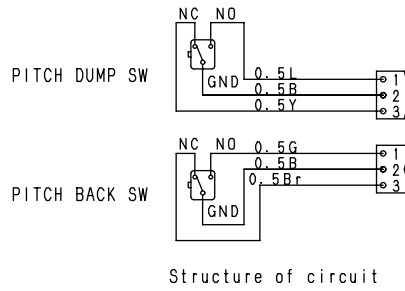 NC NO
PITCH DUMP SW
GND
0.5L
0.5B
0.5Y
1
2
3
NC NO
PITCH BACK SW
GND
0.5G
0.5B
0.5Br
1
2
3
Structure of circuit